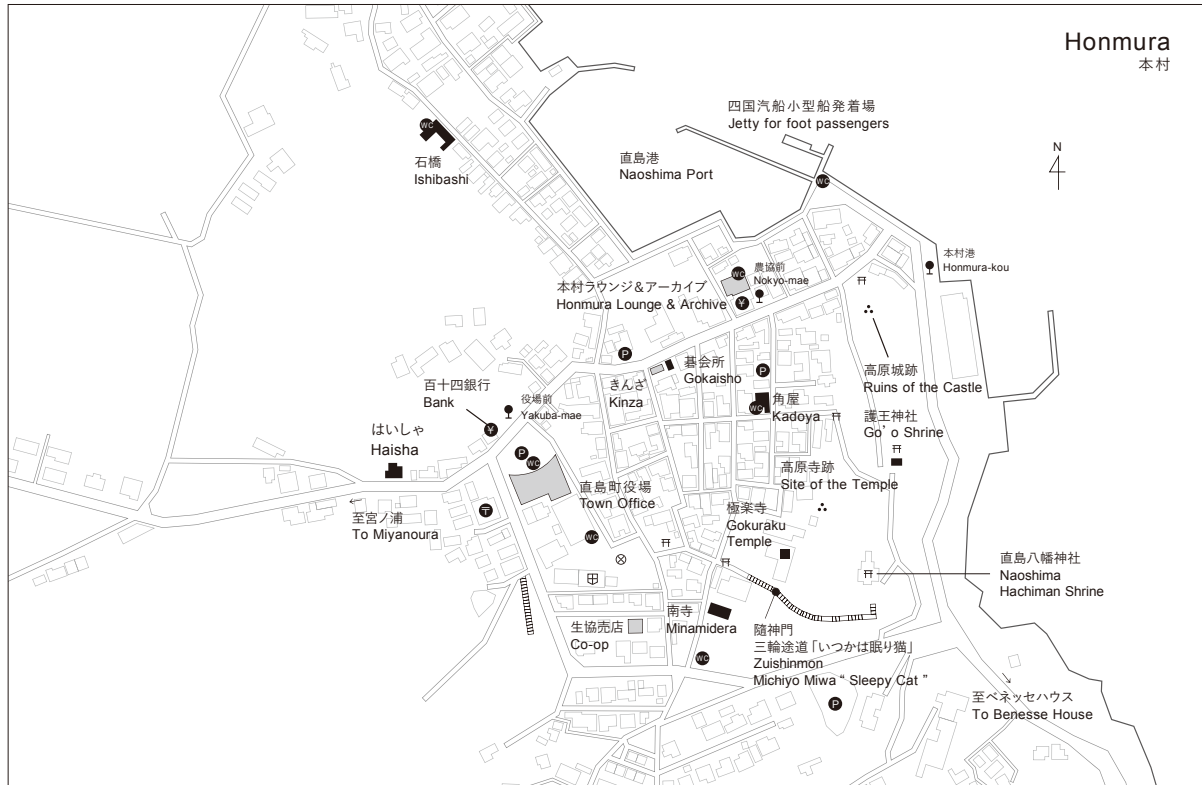 Honmura
本村
四国汽船小型船発着場
Jetty for foot passengers
N
WC
石橋
Ishibashi
直島港
Naoshima Port
WC
本村港
Honmura-kou
WC
農協前
Nokyo-mae
本村ラウンジ&アーカイブ
Honmura Lounge & Archive
¥
P
碁会所
Gokaisho
P
高原城跡
Ruins of the Castle
きんざ
Kinza
百十四銀行
Bank
役場前
Yakuba-mae
角屋
Kadoya
WC
護王神社
Go'o Shrine
¥
はいしゃ
Haisha
P
WC
直島町役場
Town Office
高原寺跡
Site of the Temple
至宮ノ浦
To Miyanoura
〒
極楽寺
Gokuraku
Temple
WC
直島八幡神社
Naoshima
Hachiman Shrine
南寺
Minamidera
生協売店
Co-op
WC
随神門
三輪途道「いつかは眠り猫」
Zuishinmon
Michiyo Miwa “ Sleepy Cat ”
P
至ベネッセハウス
To Benesse House